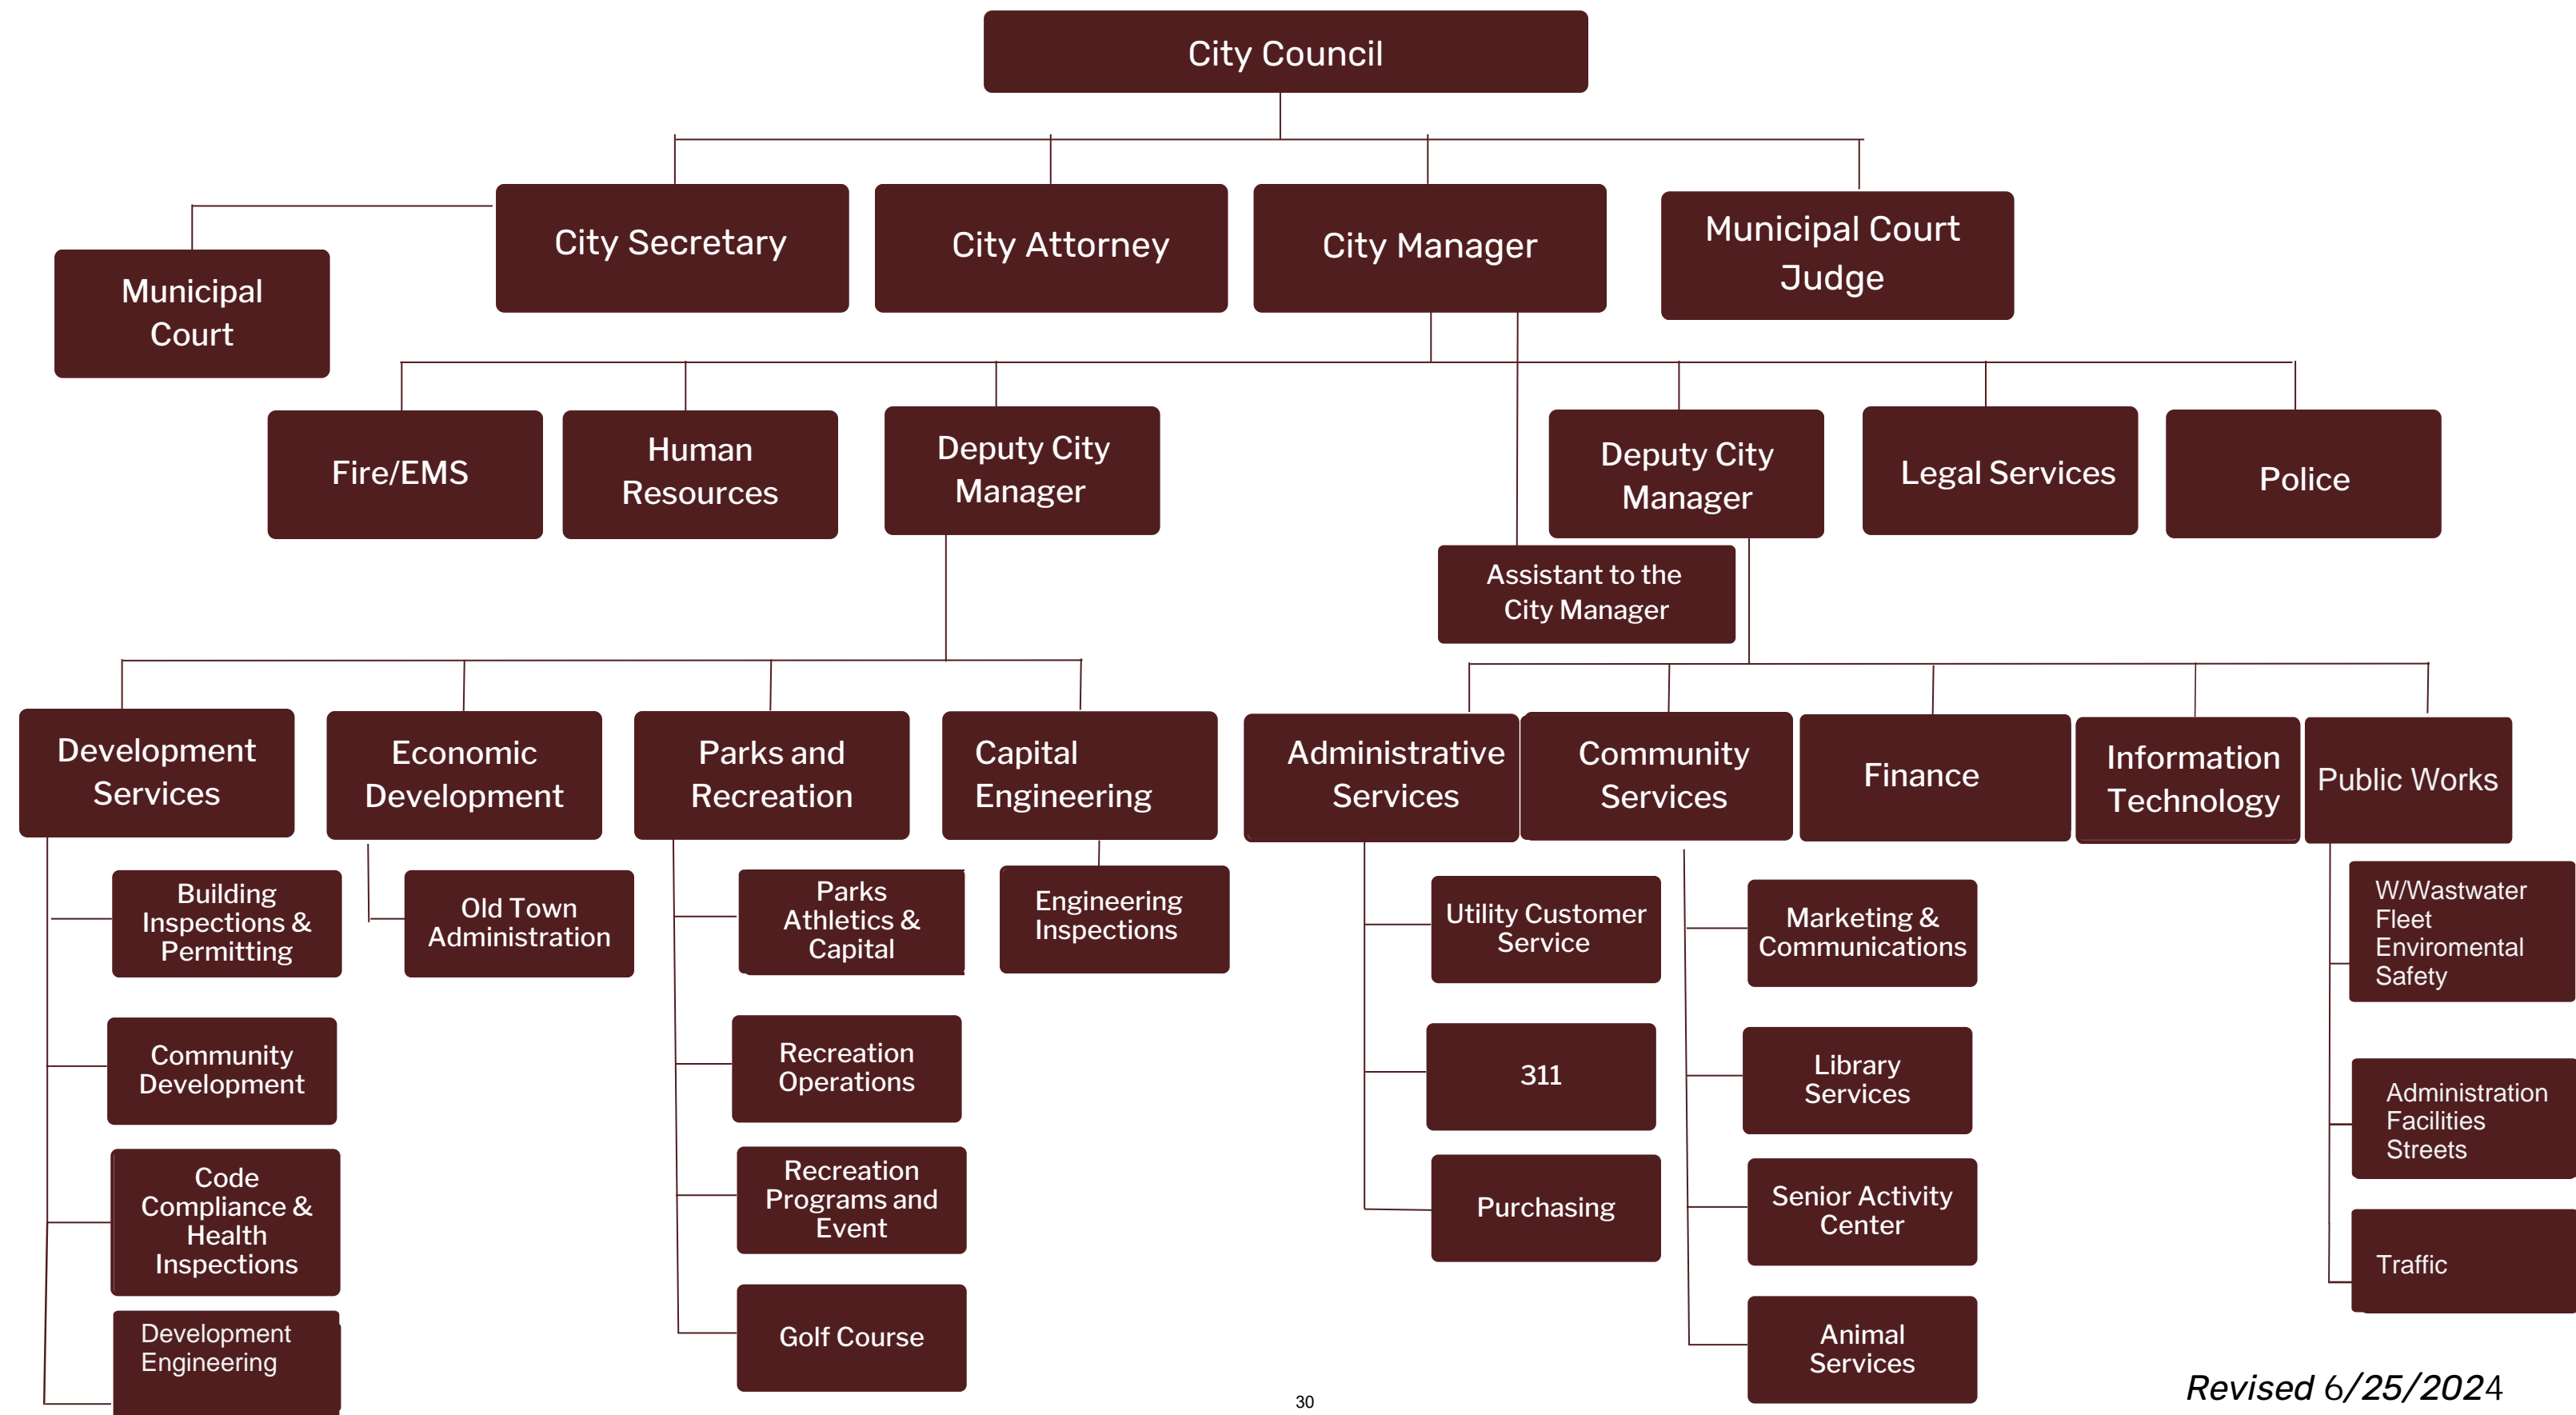 City Council
City Secretary
City Attorney
City Manager
Municipal Court
Judge
Municipal
Court
Fire/EMS
Human
Resources
Deputy City
Manager
Deputy City
Manager
Legal Services
Police
Assistant to the
City Manager
Development
Services
Economic
Development
Parks and
Recreation
Capital
Engineering
Administrative
Services
Community
Services
Finance
Information
Technology
Public Works
Building
Inspections &
Permitting
Community
Development
Code
Compliance &
Health
Inspections
Development
Engineering
Old Town
Administration
Parks
Athletics &
Capital
Recreation
Operations
Recreation
Programs and
Event
Golf Course
Engineering
Inspections
Utility Customer
Service
311
Purchasing
Marketing &
Communications
Library
Services
Senior Activity
Center
Animal
Services
W/Wastwater
Fleet
Enviromental
Safety
Administration
Facilities
Streets
Traffic
30
Revised 6/25/2024